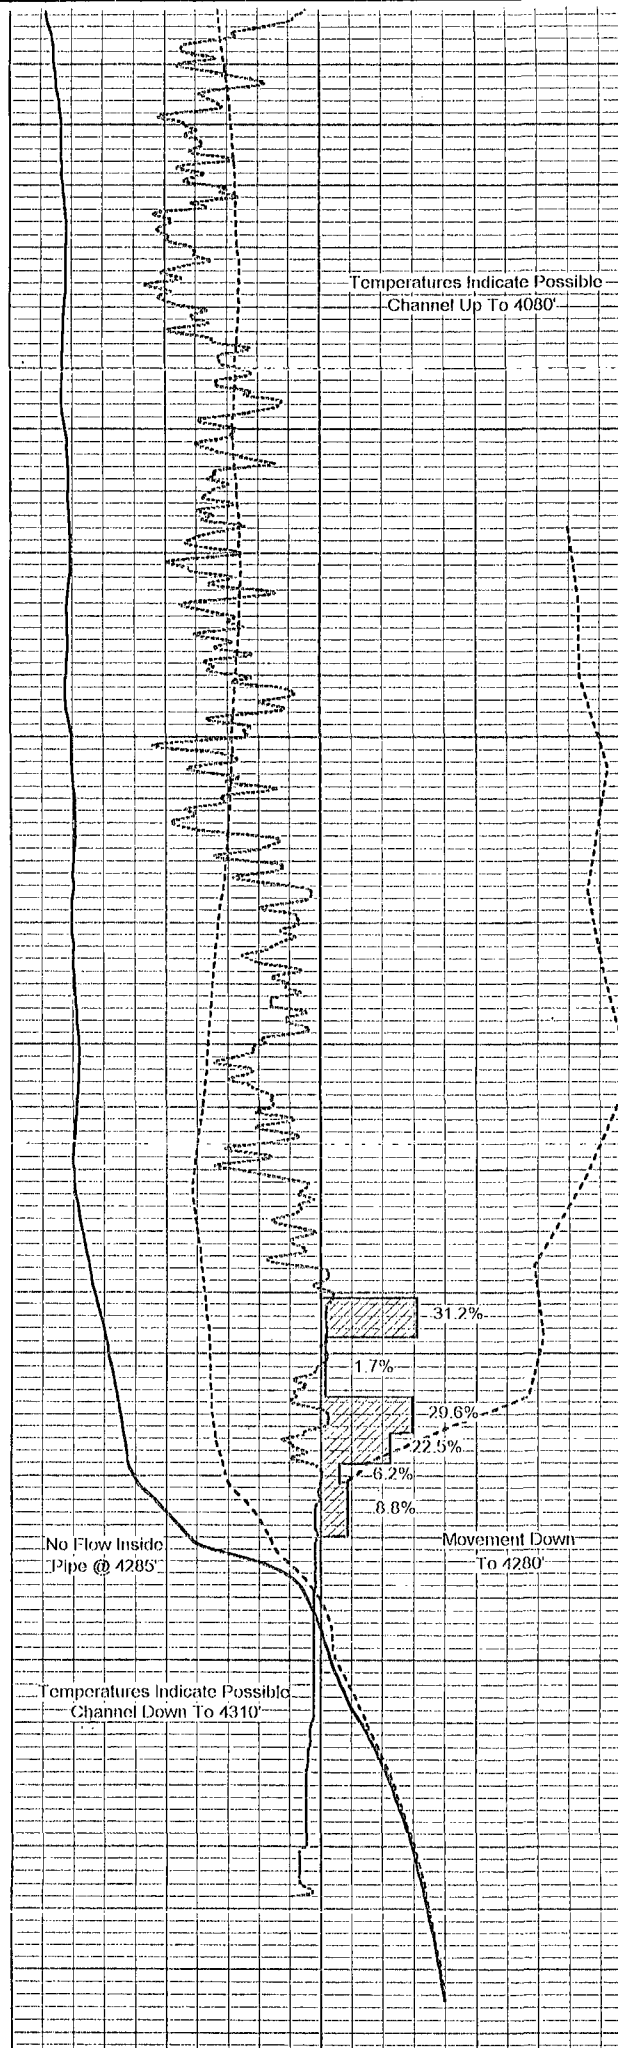 Temperatures Indicate Possible
Channel Up To 4080'
31.2%
1.7%
29.6%
22.5%
6.2%
8.8%
No Flow Inside
Pipe @ 4285'
Movement Down
To 4280'
Temperatures Indicate Possible
Channel Down To 4310'